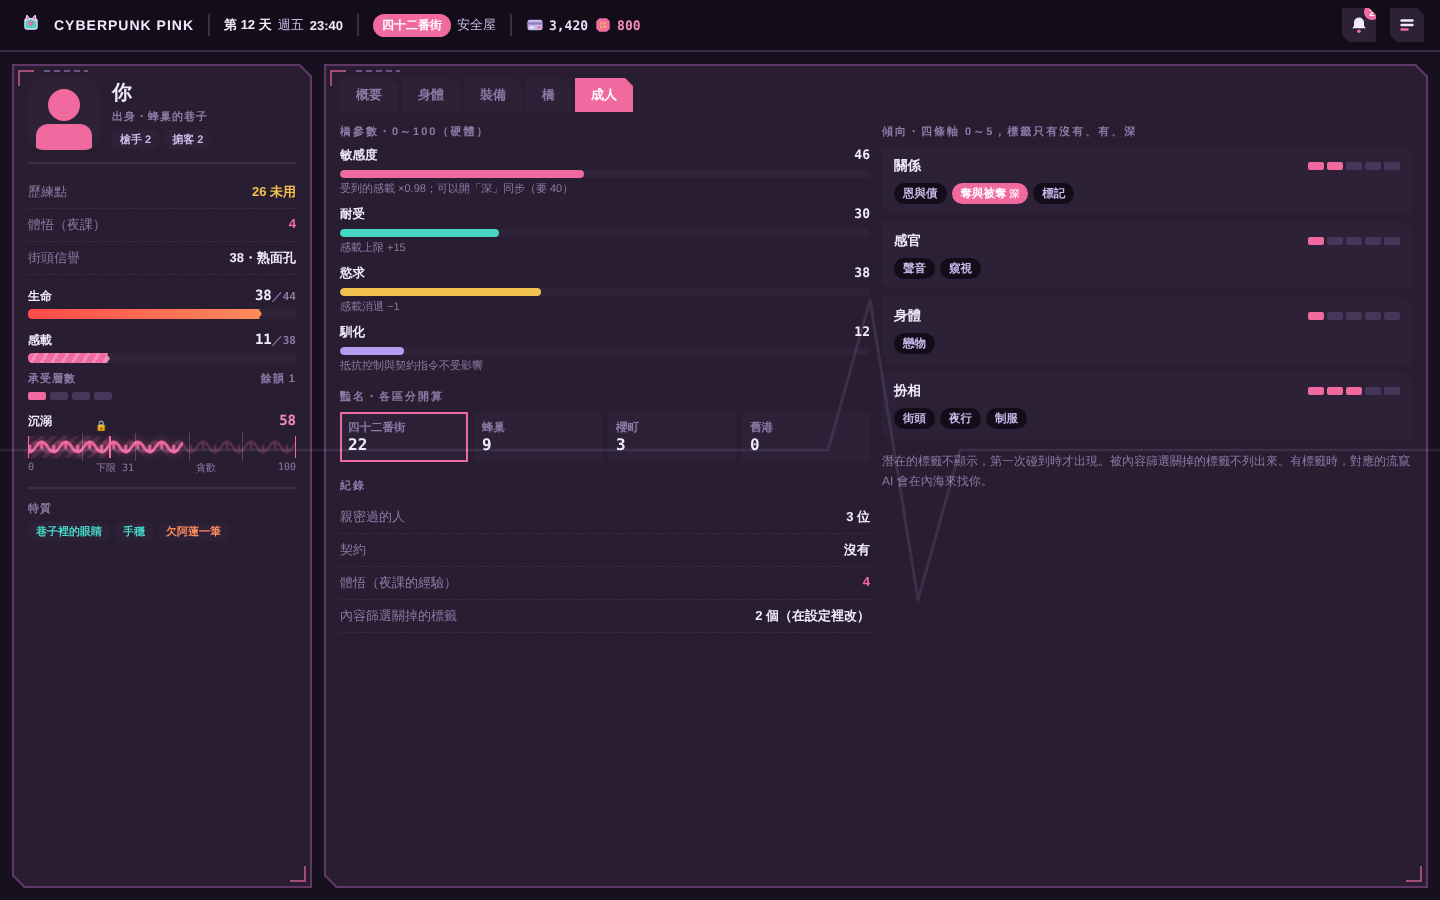 CYBERPUNK PINK
第 12 天 週五 23:40
四十二番街 安全屋
3,420 800
你
出身・蜂巢的巷子
槍手 2 掮客 2
歷練點 26 未用
體悟（夜課） 4
街頭信譽 38・熟面孔
生命 38／44
感載 11／38
承受層數 餘韻 1
沉溺 58
0 下限 31 貪歡 100
特質
巷子裡的眼睛 手穩 欠阿蓮一筆
概要 身體 裝備 橋 成人
橋參數・0～100（硬體）
敏感度 46
受到的感載 ×0.98；可以開「深」同步（要 40）
耐受 30
感載上限 +15
慾求 38
感載消退 −1
馴化 12
抵抗控制與契約指令不受影響
豔名・各區分開算
四十二番街 蜂巢 櫻町 舊港
22 9 3 0
紀錄
親密過的人 3 位
契約 沒有
體悟（夜課的經驗） 4
內容篩選關掉的標籤 2 個（在設定裡改）
傾向・四條軸 0～5，標籤只有沒有、有、深
關係
恩與債 奪與被奪 深 標記
感官
聲音 窺視
身體
戀物
扮相
街頭 夜行 制服
潛在的標籤不顯示，第一次碰到時才出現。被內容篩選關掉的標籤不列出來。有標籤時，對應的流竄
AI 會在內海來找你。